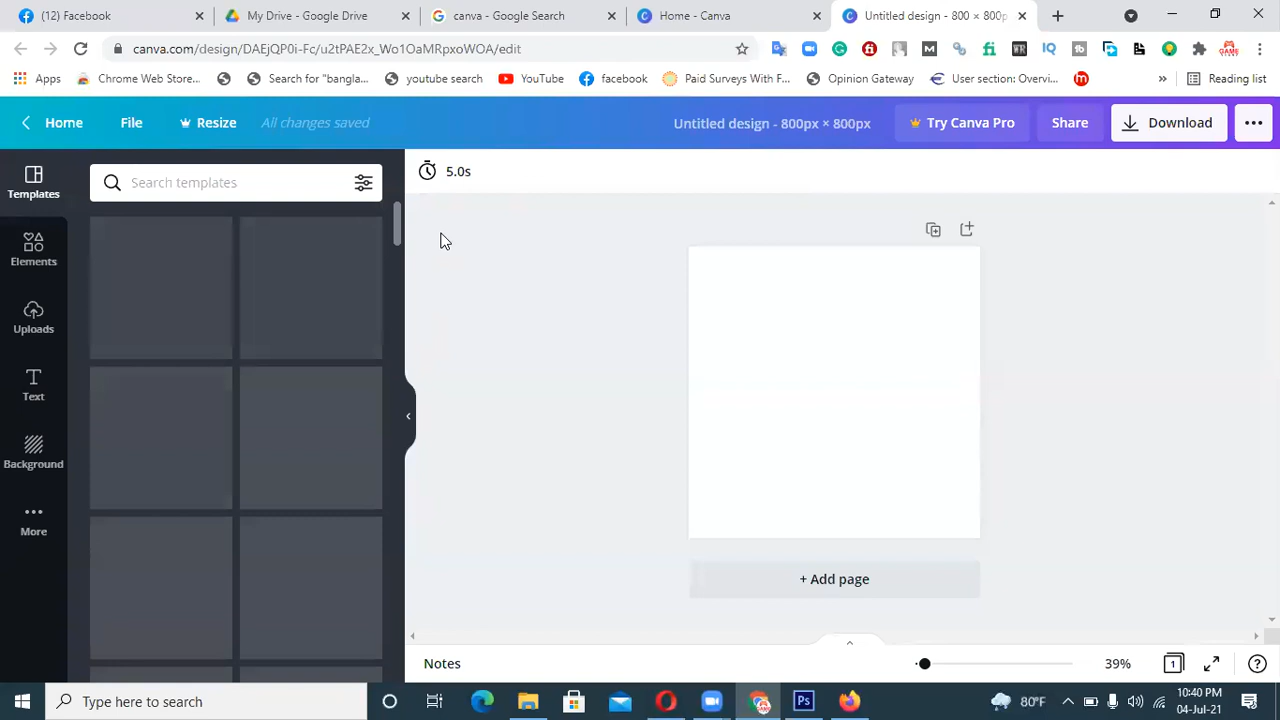 (12) Facebook
My Drive - Google Drive
canva - Google Search
Home - Canva
Untitled design - 800 × 800p
canva.com/design/DAEjQP0i-Fc/u2tPAE2x_Wo1OaMRpxoWOA/edit
Apps
Chrome Web Store...
Search for "bangla...
youtube search
YouTube
facebook
Paid Surveys With F...
Opinion Gateway
User section: Overvi...
»
Reading list
Home
File
Resize
All changes saved
Untitled design - 800px × 800px
Try Canva Pro
Share
Download
Templates
Search templates
5.0s
Elements
Uploads
Text
Background
More
+ Add page
Notes
39%
1
Type here to search
Ps
80°F
10:40 PM
04-Jul-21